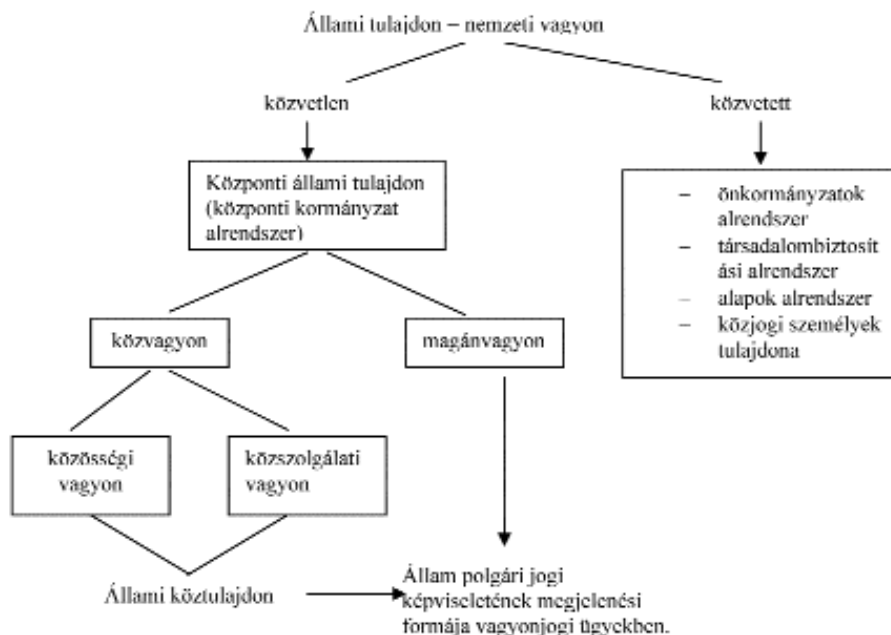 Állami tulajdon – nemzeti vagyon
közvetlen
közvetett
Központi állami tulajdon
(központi kormányzat
alrendszer)
– önkormányzatok
alrendszer
– társadalombiztosít
ási alrendszer
– alapok alrendszer
– közjogi személyek
tulajdona
közvagyon
magánvagyon
közösségi
vagyon
közszolgálati
vagyon
Állami köztulajdon
Állam polgári jogi
képviseletének megjelenési
formája vagyonjogi ügyekben.